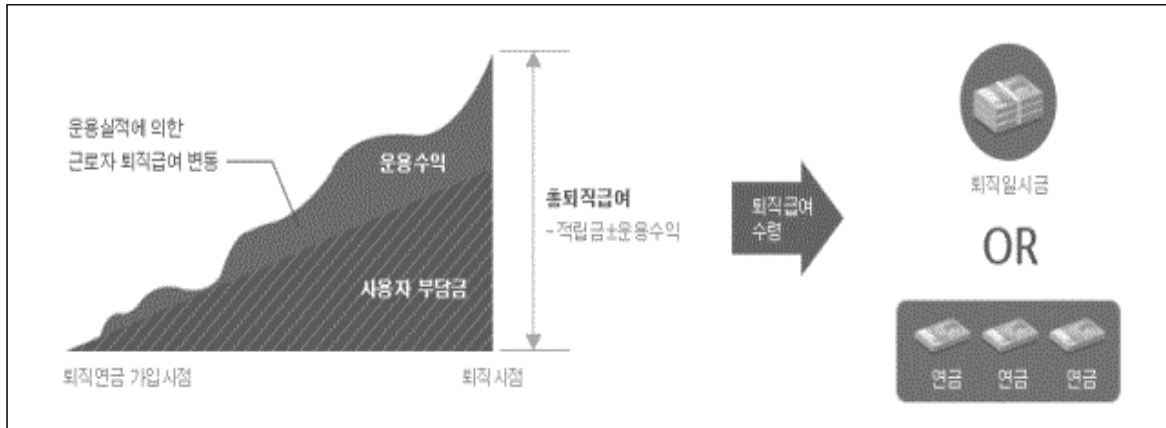 운용실적에 의한
근로자 퇴직급여 변동
운용수익
사용자 부담금
퇴직연금 가입시점
퇴직시점
총퇴직급여
~적립금±운용수익
퇴직급여
수령
퇴직일시금
OR
연금 연금 연금